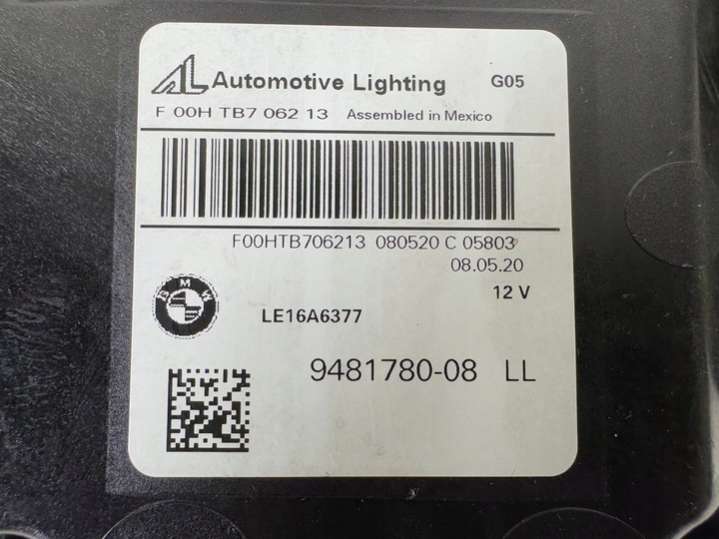 AL Automotive Lighting G05
F 00H TB7 062 13 Assembled in Mexico
F00HTB706213 080520 C 05803
08.05.20
12 V
BMW
LE16A6377
9481780-08 LL